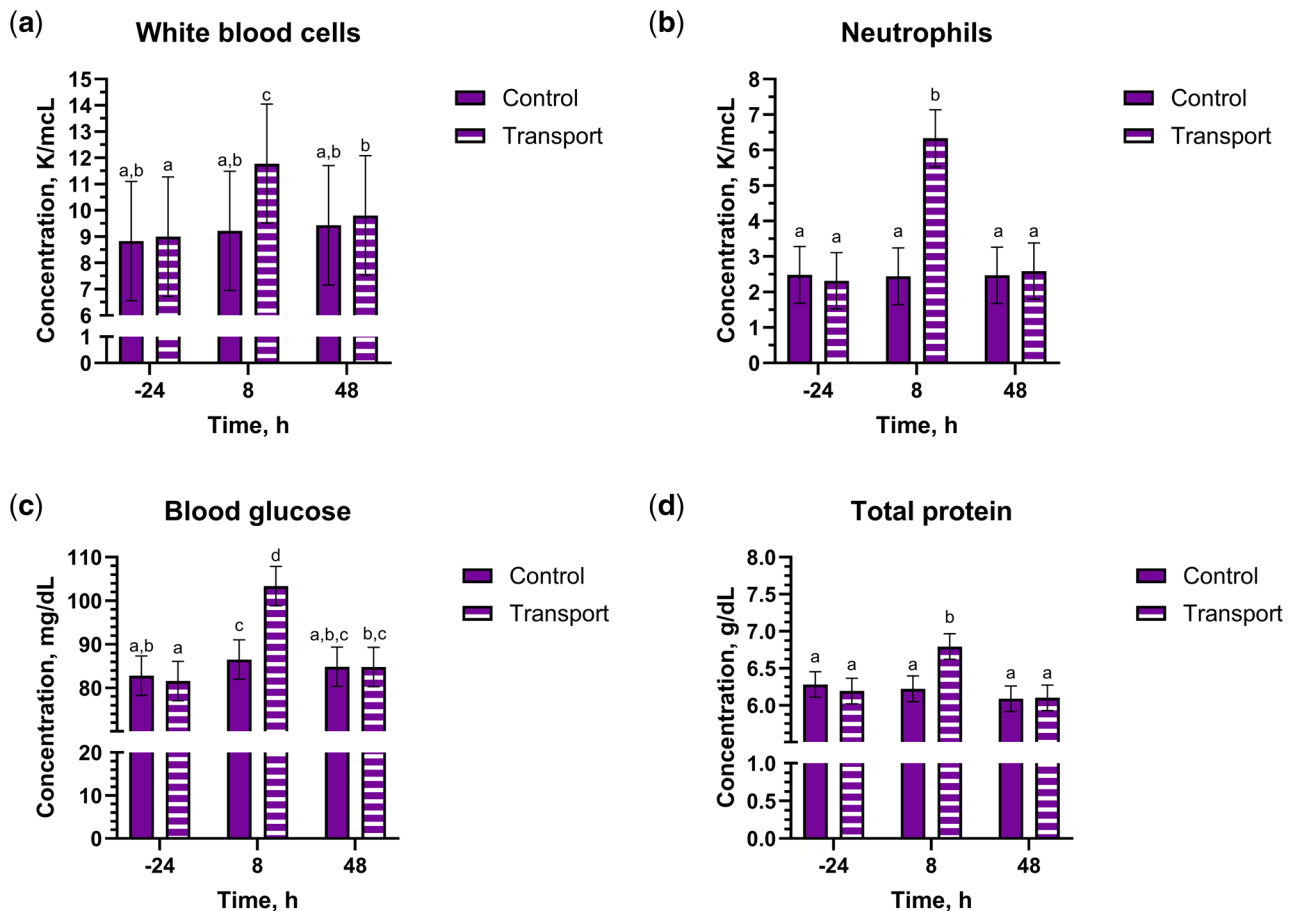 (a)
White blood cells
Concentration, K/mcL
15
14
13
12
11
10
9
8
7
6
1
0
a,b
a
a,b
c
a,b
b
-24
8
48
Time, h
Control
Transport
(b)
Neutrophils
Concentration, K/mcL
8
7
6
5
4
3
2
1
0
a
a
a
b
a
a
-24
8
48
Time, h
Control
Transport
(c)
Blood glucose
Concentration, mg/dL
110
100
90
80
20
10
0
a,b
a
c
d
a,b,c
b,c
-24
8
48
Time, h
Control
Transport
(d)
Total protein
Concentration, g/dL
8.0
7.5
7.0
6.5
6.0
1.0
0.5
0.0
a
a
a
b
a
a
-24
8
48
Time, h
Control
Transport